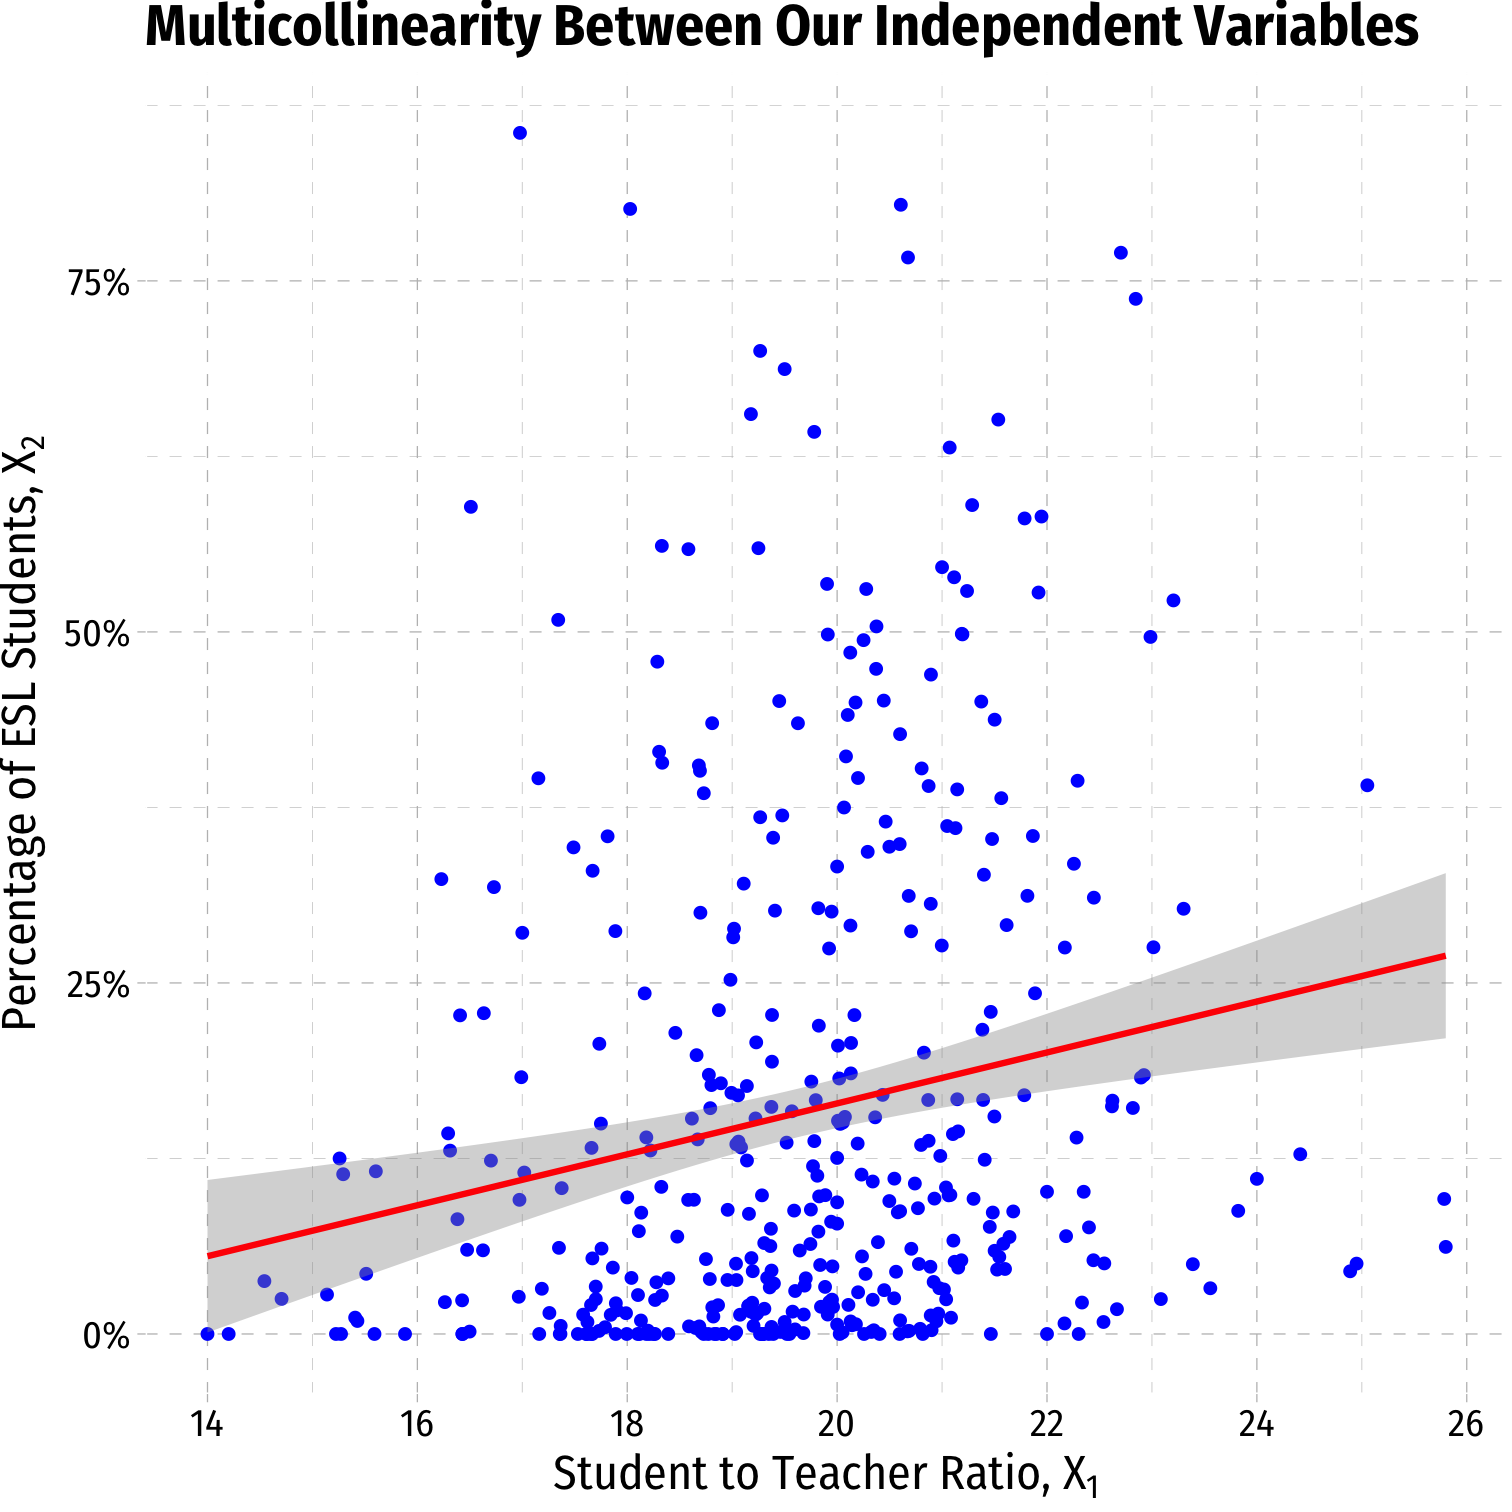 Multicollinearity Between Our Independent Variables
Percentage of ESL Students, X₂
75%
50%
25%
0%
14 16 18 20 22 24 26
Student to Teacher Ratio, X₁